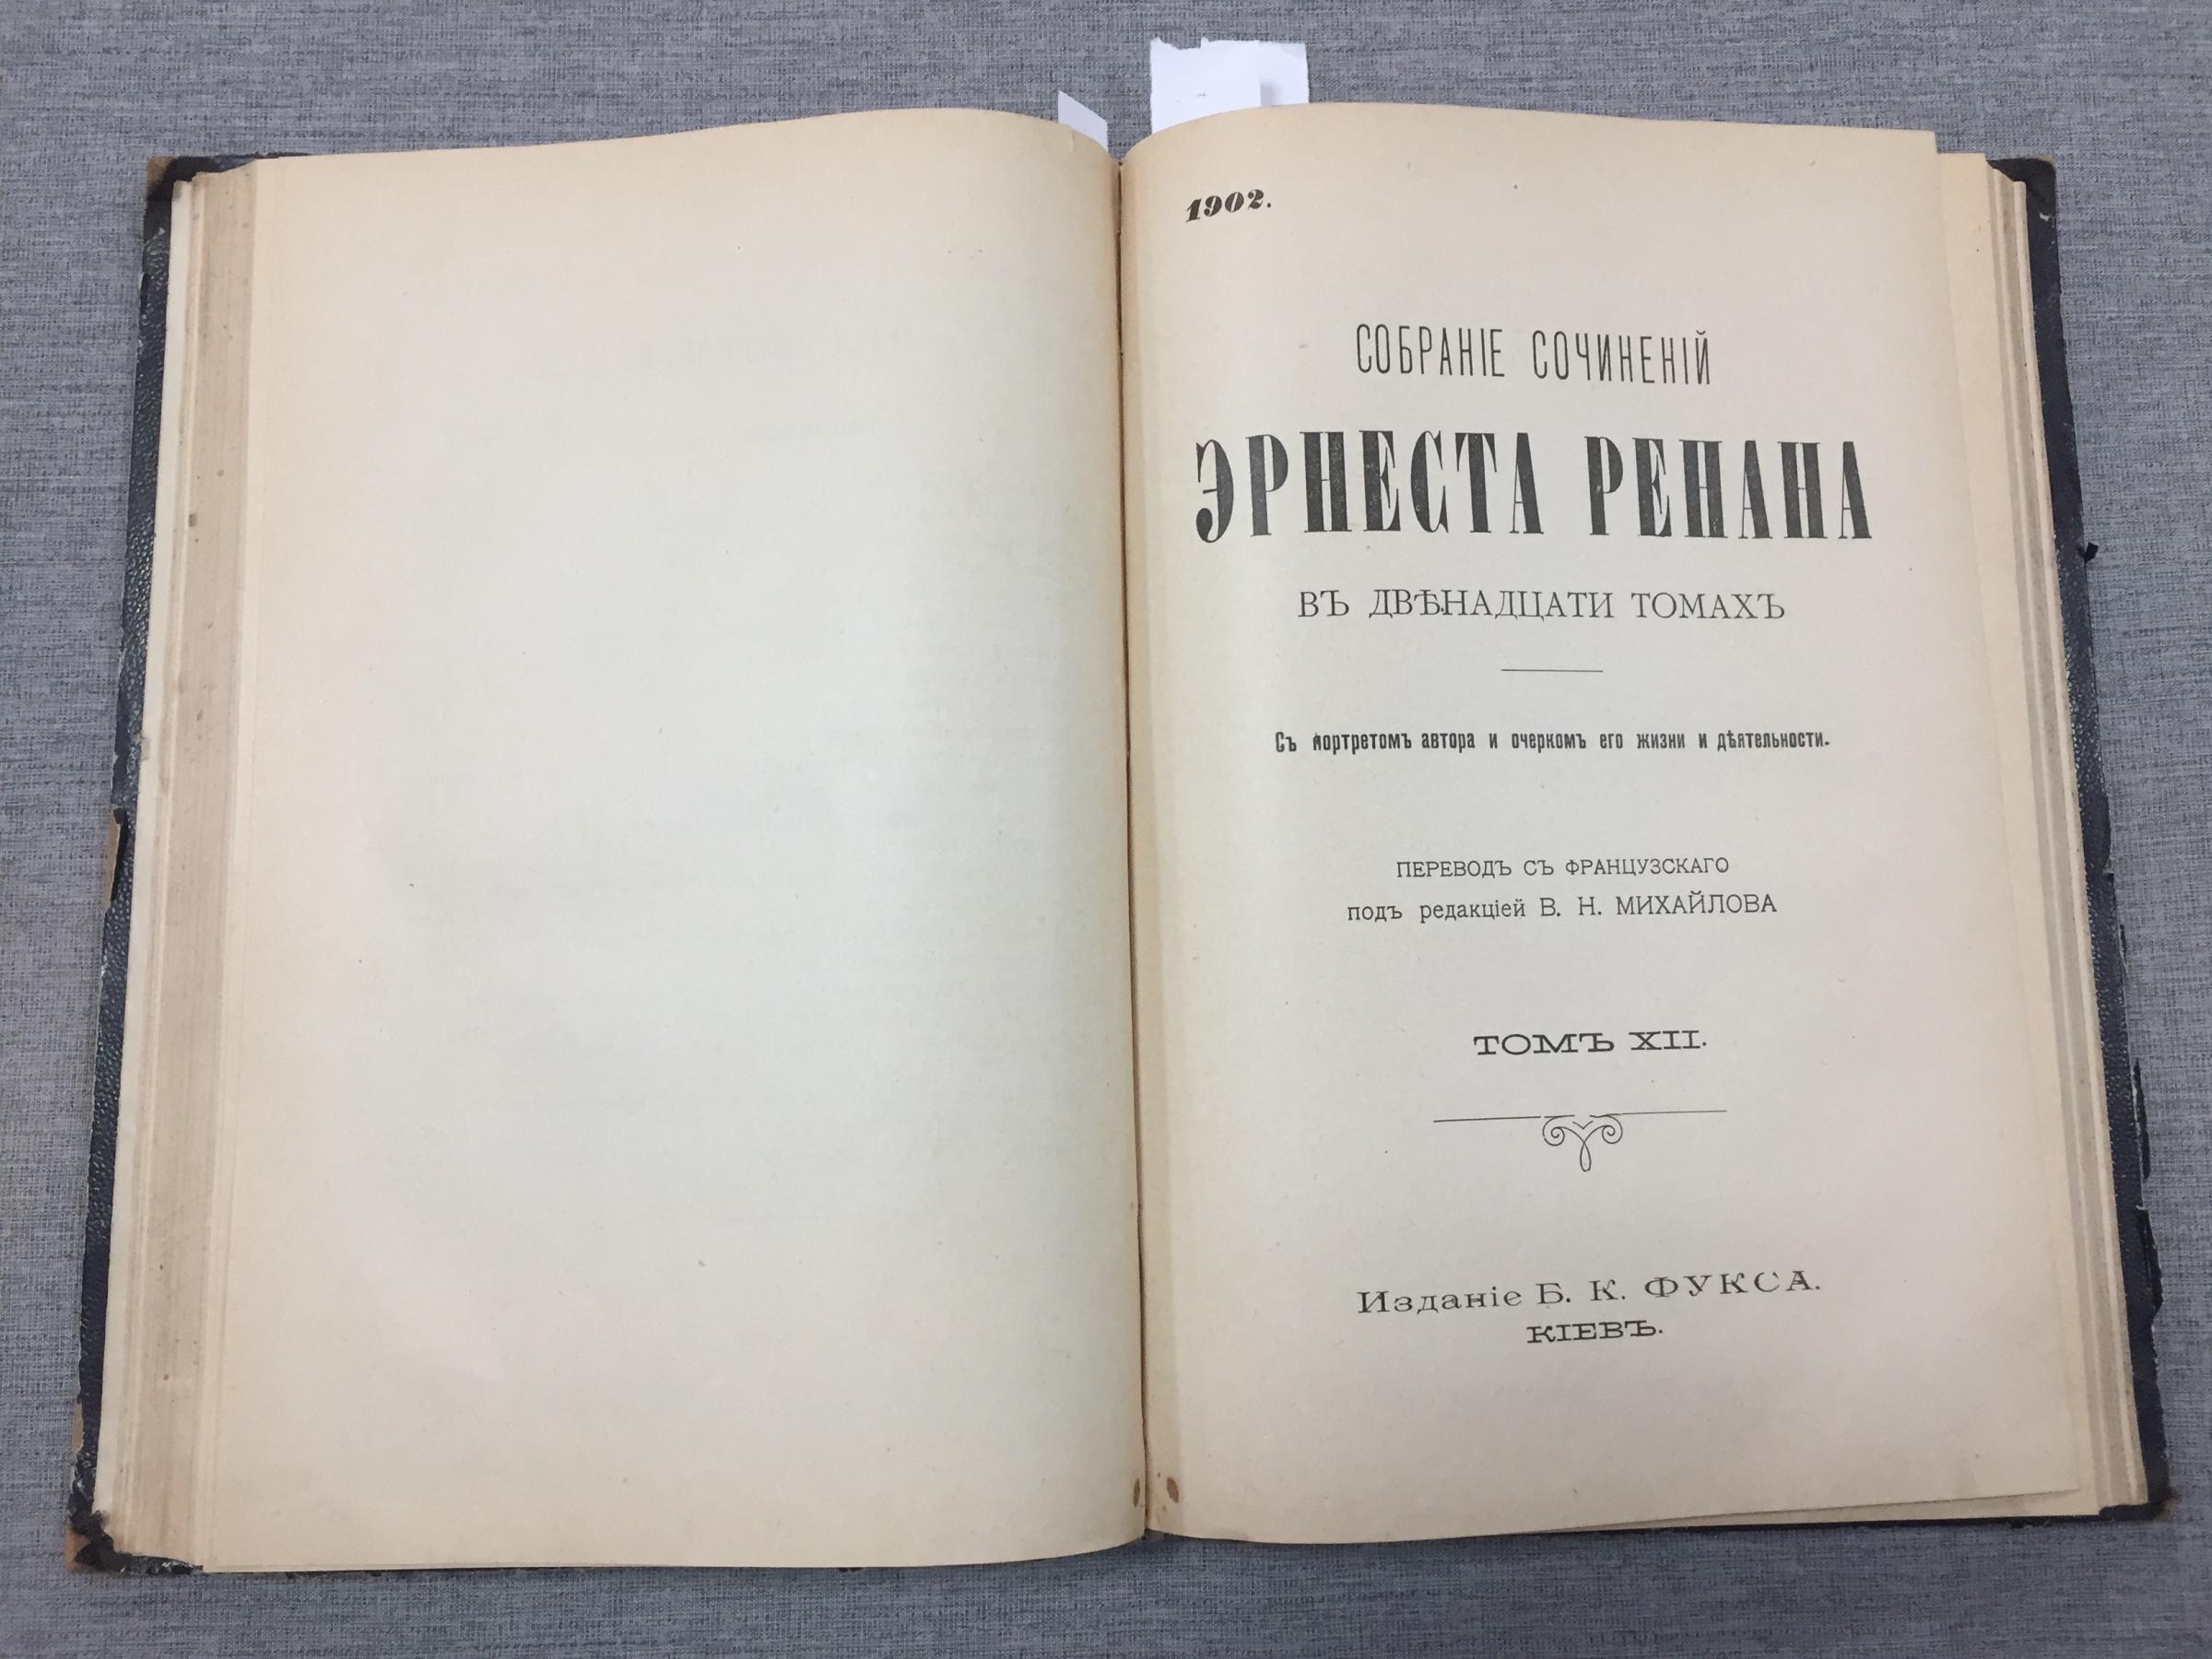 1902.
СОБРАНІЕ СОЧИНЕНІЙ
ЭРНЕСТА РЕНАНА
ВЪ ДВѢНАДЦАТИ ТОМАХЪ
Съ портретомъ автора и очеркомъ его жизни и дѣятельности.
ПЕРЕВОДЪ СЪ ФРАНЦУЗСКАГО
подъ редакціей В. Н. МИХАЙЛОВА
ТОМЪ XII.
Изданіе Б. К. ФУКСА.
КІЕВЪ.